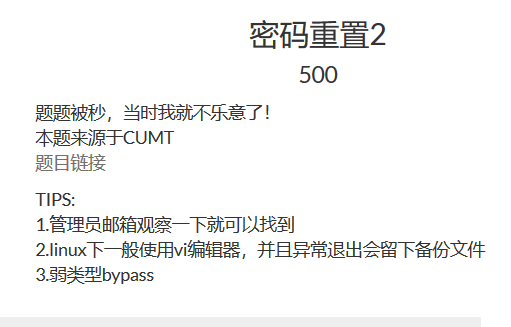 密码重置2
500
题题被秒，当时我就不乐意了！
本题来源于CUMT
题目链接
TIPS:
1.管理员邮箱观察一下就可以找到
2.linux下一般使用vi编辑器，并且异常退出会留下备份文件
3.弱类型bypass